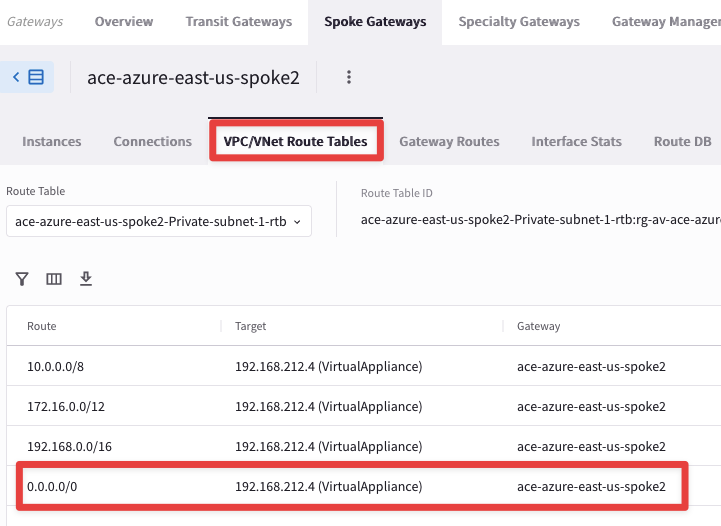 Gateways Overview Transit Gateways Spoke Gateways Specialty Gateways Gateway Manager
ace-azure-east-us-spoke2
Instances Connections VPC/VNet Route Tables Gateway Routes Interface Stats Route DB
Route Table
Route Table ID
ace-azure-east-us-spoke2-Private-subnet-1-rtb
ace-azure-east-us-spoke2-Private-subnet-1-rtb:rg-av-ace-azure
Route Target Gateway
10.0.0.0/8 192.168.212.4 (VirtualAppliance) ace-azure-east-us-spoke2
172.16.0.0/12 192.168.212.4 (VirtualAppliance) ace-azure-east-us-spoke2
192.168.0.0/16 192.168.212.4 (VirtualAppliance) ace-azure-east-us-spoke2
0.0.0.0/0 192.168.212.4 (VirtualAppliance) ace-azure-east-us-spoke2